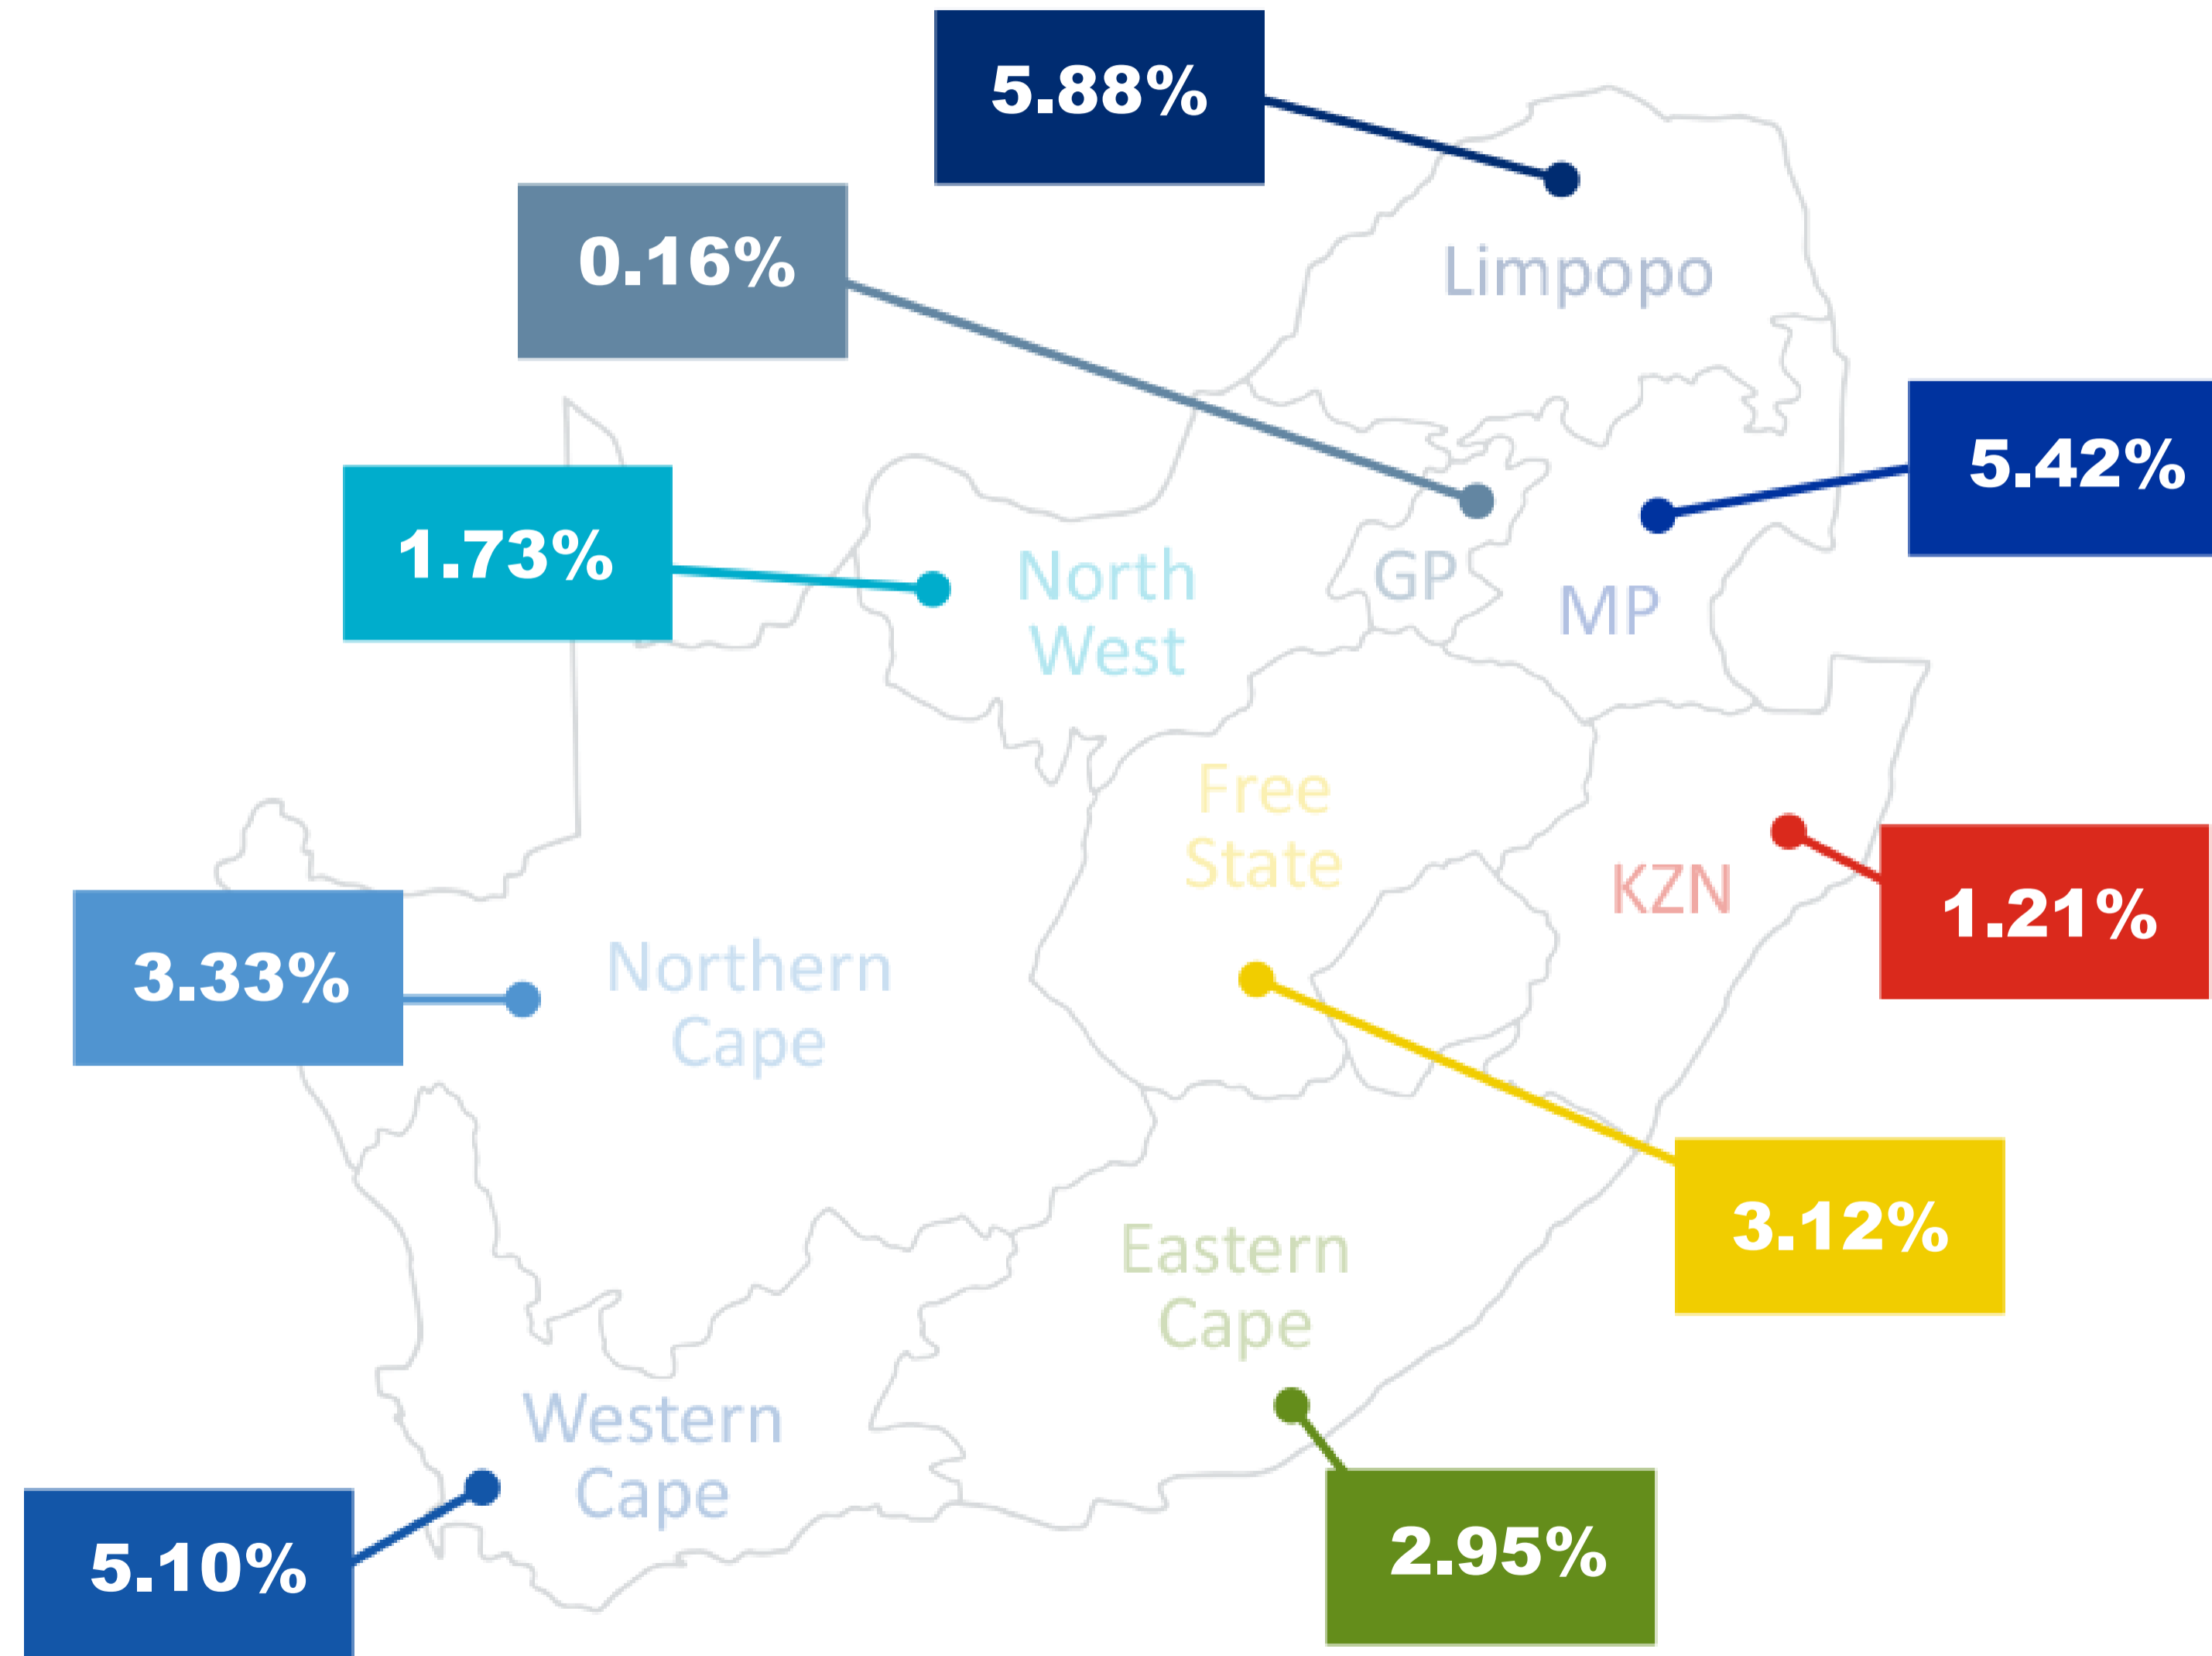 5.88%
0.16%
Limpopo
5.42%
1.73%
North
West
GP
MP
Free
State
KZN
1.21%
3.33%
Northern
Cape
3.12%
Eastern
Cape
Western
Cape
5.10%
2.95%